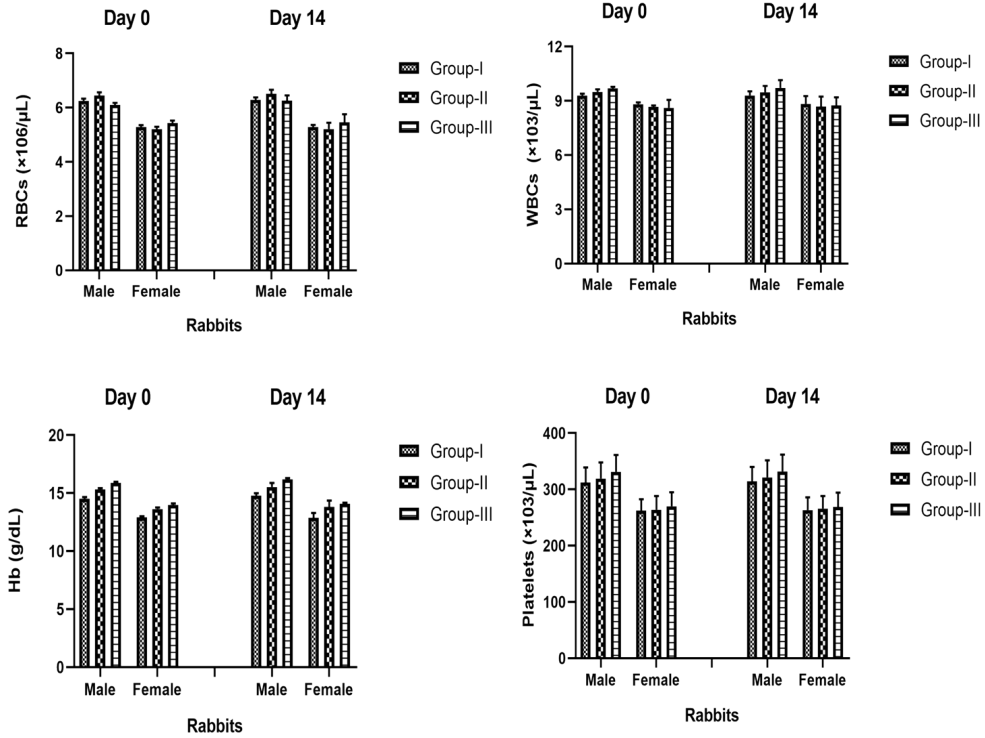 Day 0 Day 14
RBCs (×106/µL)
8
6
4
2
0
Male Female Male Female
Rabbits
Group-I
Group-II
Group-III
Day 0 Day 14
WBCs (×103/µL)
12
9
6
3
0
Male Female Male Female
Rabbits
Group-I
Group-II
Group-III
Day 0 Day 14
Hb (g/dL)
20
15
10
5
0
Male Female Male Female
Rabbits
Group-I
Group-II
Group-III
Day 0 Day 14
Platelets (×103/µL)
400
300
200
100
0
Male Female Male Female
Rabbits
Group-I
Group-II
Group-III